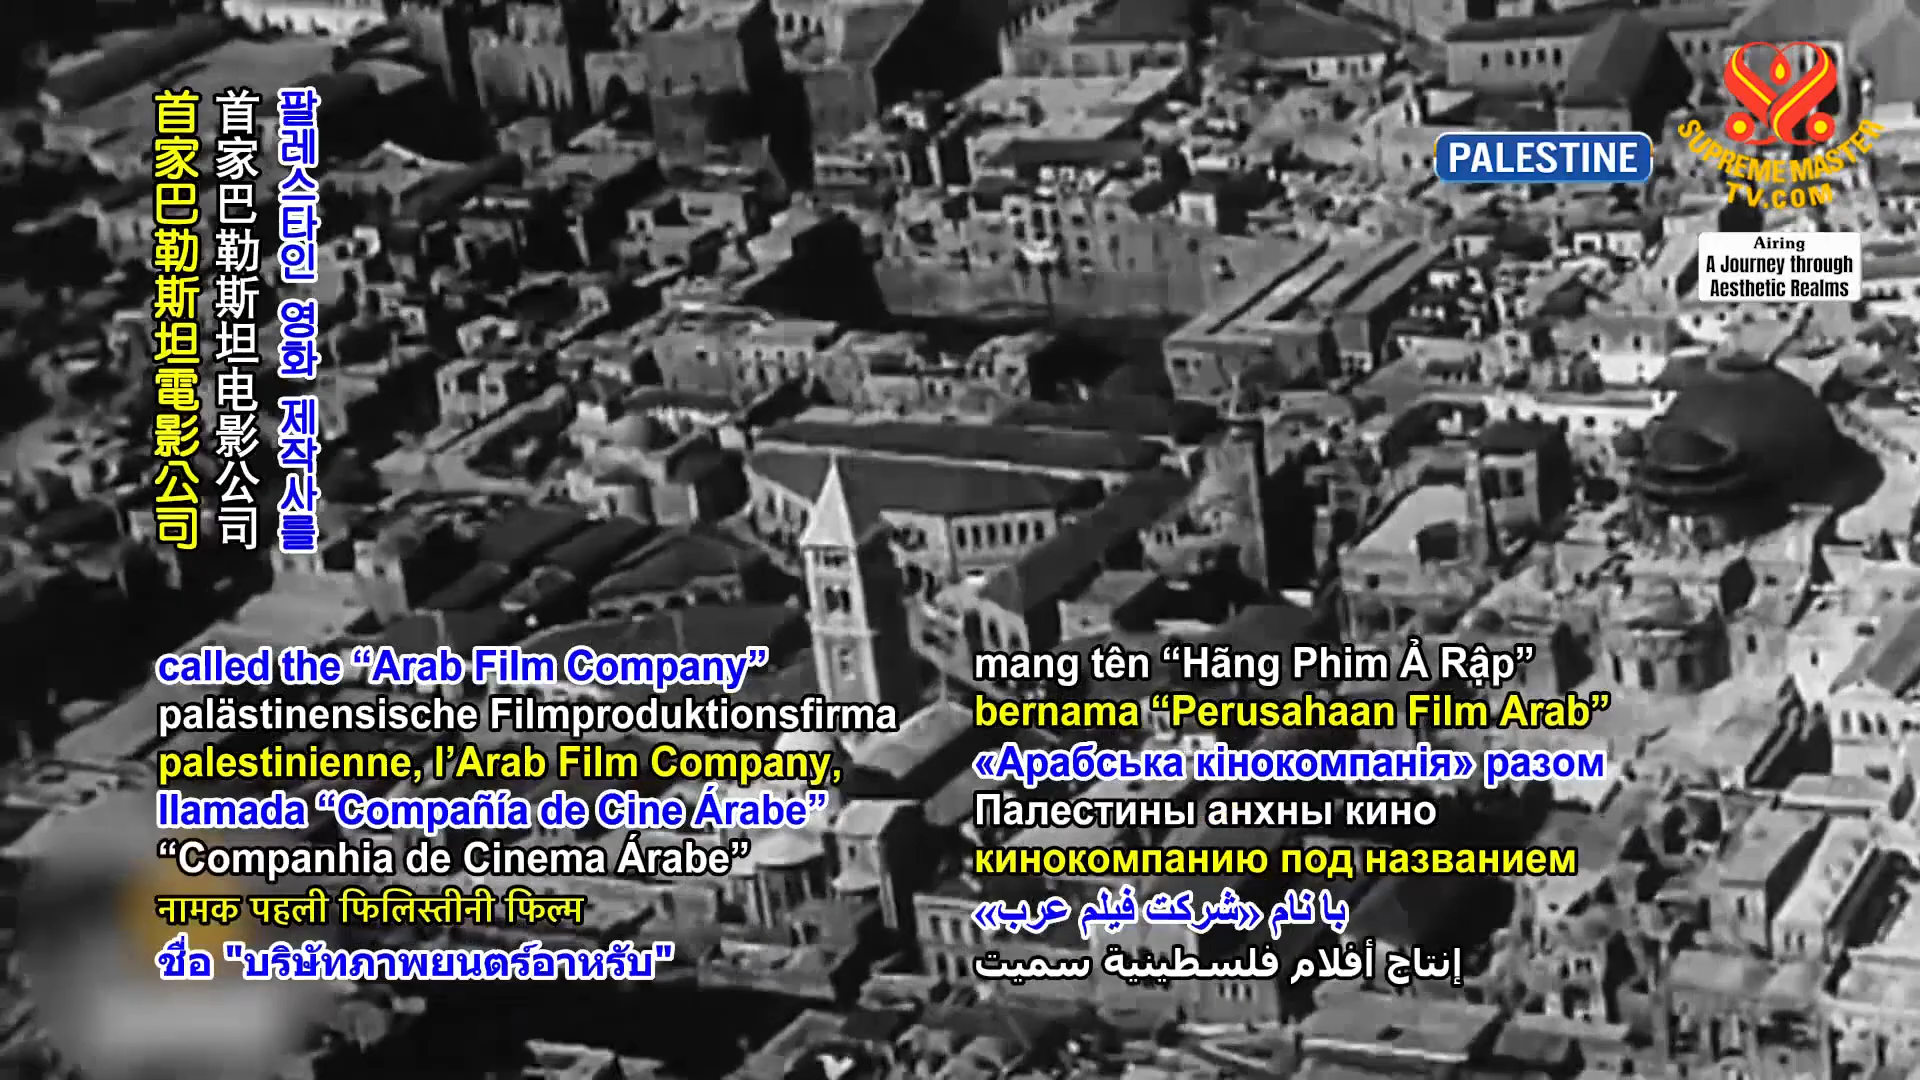 首家巴勒斯坦電影公司
首家巴勒斯坦电影公司
팔레스타인 영화 제작사를
PALESTINE
SUPREME MASTER
TV.COM
Airing
A Journey through
Aesthetic Realms
called the “Arab Film Company”
palästinensische Filmproduktionsfirma
palestinienne, l’Arab Film Company,
llamada “Compañía de Cine Árabe”
“Companhia de Cinema Árabe”
नामक पहली फिलिस्तीनी फिल्म
ชื่อ "บริษัทภาพยนตร์อาหรับ"
mang tên “Hãng Phim Ả Rập”
bernama “Perusahaan Film Arab”
«Арабська кінокомпанія» разом
Палестины анхны кино
кинокомпанию под названием
با نام «شرکت فیلم عرب»
إنتاج أفلام فلسطينية سميت